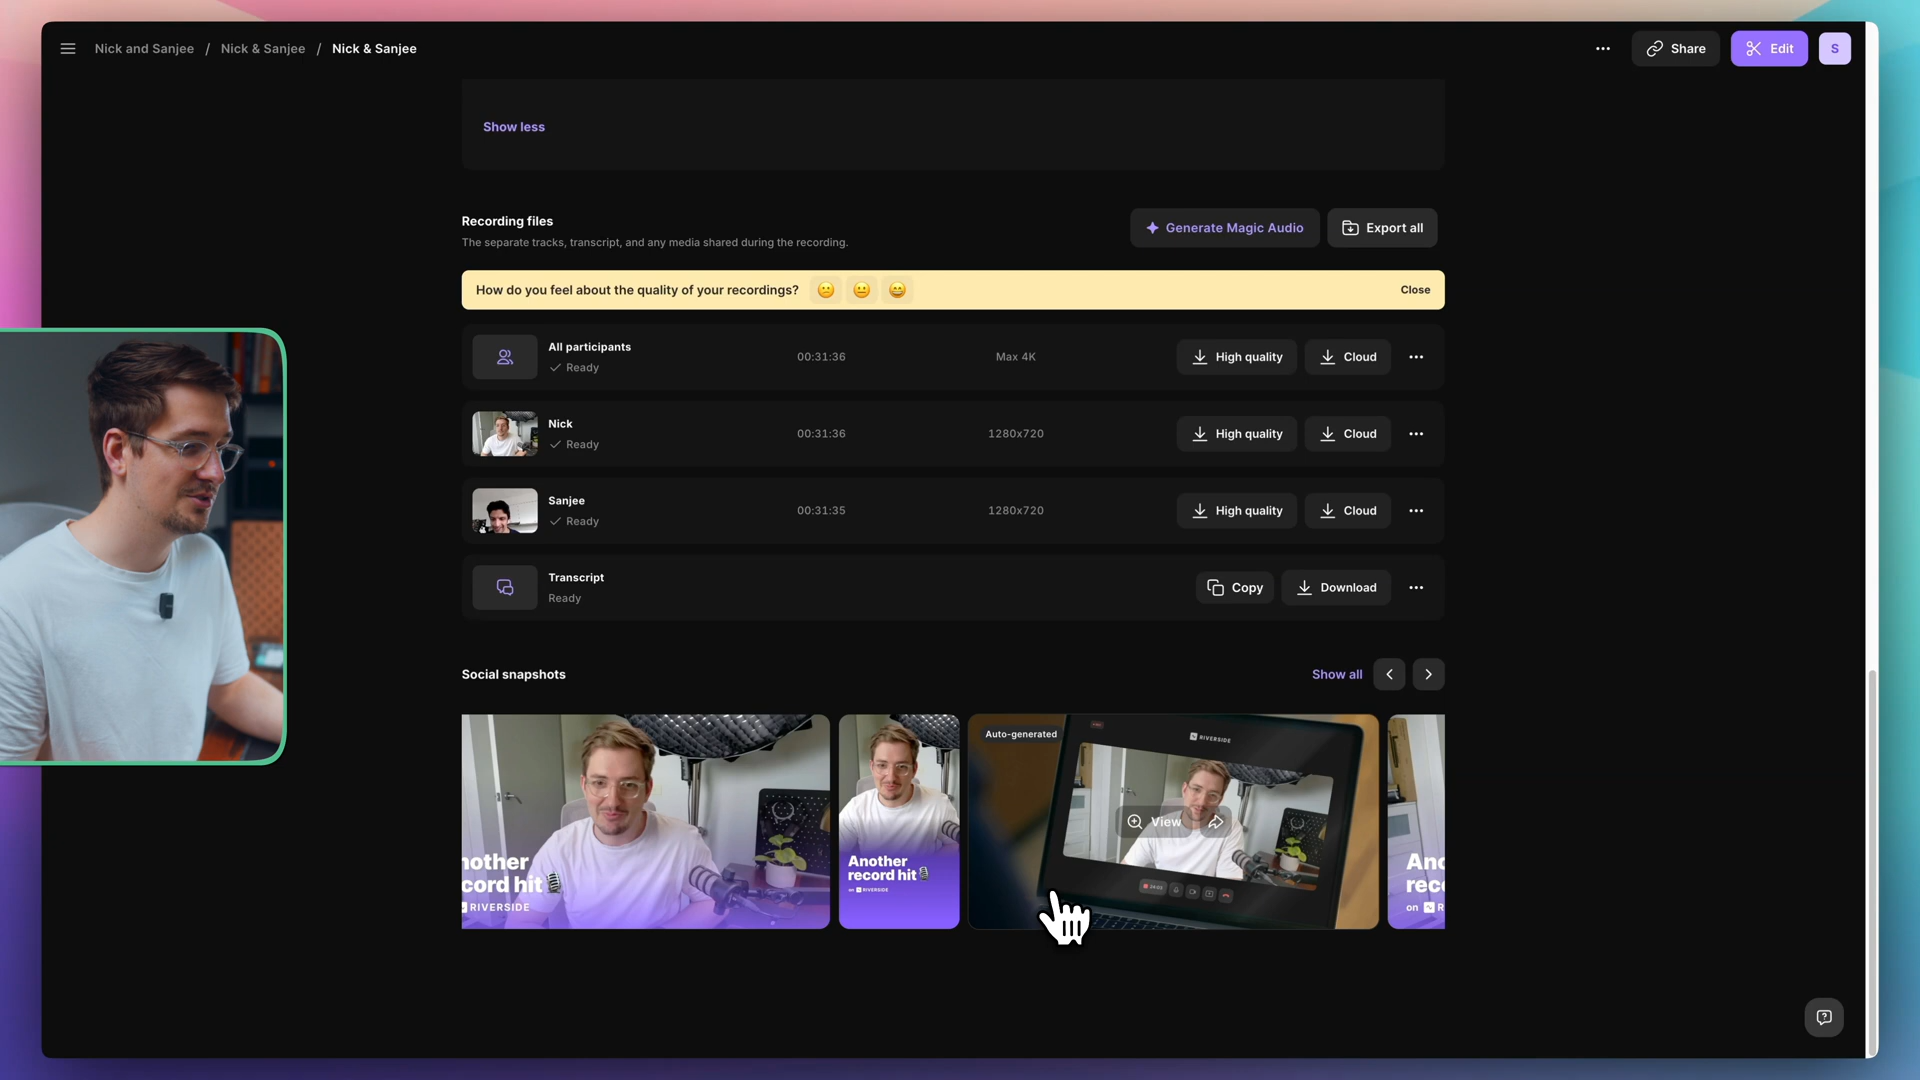 Nick and Sanjee / Nick & Sanjee / Nick & Sanjee
Share
Edit
S
Show less
Recording files
The separate tracks, transcript, and any media shared during the recording.
Generate Magic Audio
Export all
How do you feel about the quality of your recordings?
Close
All participants
Ready
00:31:36
Max 4K
High quality
Cloud
Nick
Ready
00:31:36
1280x720
High quality
Cloud
Sanjee
Ready
00:31:35
1280x720
High quality
Cloud
Transcript
Ready
Copy
Download
Social snapshots
Show all
nother
cord hit
RIVERSIDE
Another
record hit
on RIVERSIDE
Auto-generated
RIVERSIDE
View
Ano
reco
on R